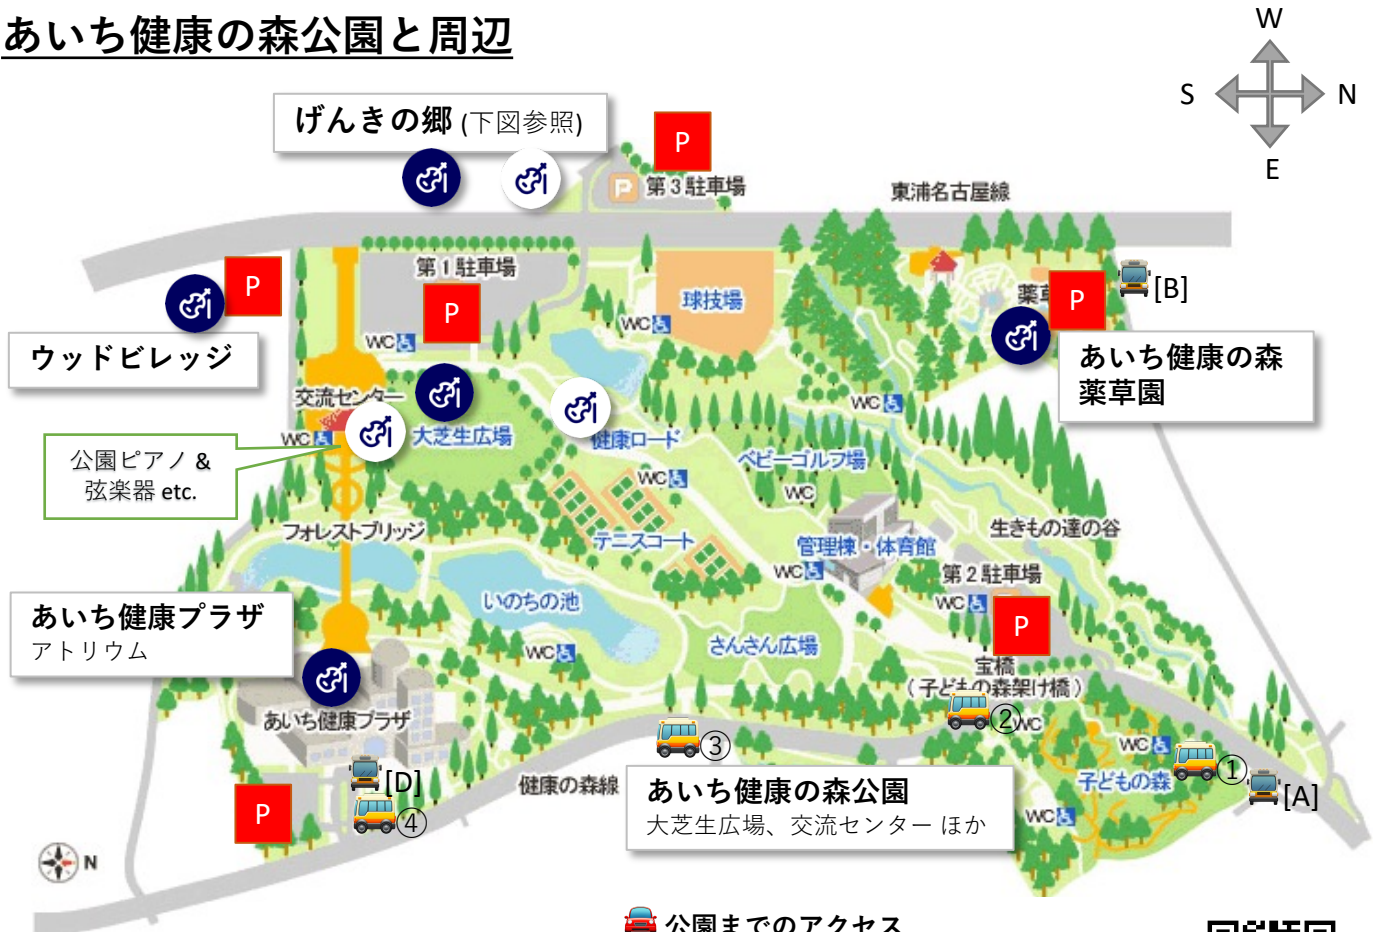 あいち健康の森公園と周辺
W
S
N
E
げんきの郷 (下図参照)
P
P
第3駐車場
東浦名古屋線
P
第1駐車場
P
球技場
薬草
P
[B]
WC
WC
ウッドビレッジ
あいち健康の森
薬草園
交流センター
WC
大芝生広場
健康ロード
WC
公園ピアノ &
弦楽器 etc.
ベビーゴルフ場
WC
WC
フォレストブリッジ
テニスコート
管理棟・体育館
生きもの達の谷
WC
第2駐車場
いのちの池
WC
P
あいち健康プラザ
アトリウム
WC
さんさん広場
宝橋
(子どもの森架け橋)
②
WC
あいち健康プラザ
③
WC
①
[D]
健康の森線
子どもの森
[A]
P
④
あいち健康の森公園
大芝生広場、交流センター ほか
WC
N
公園までのアクセス